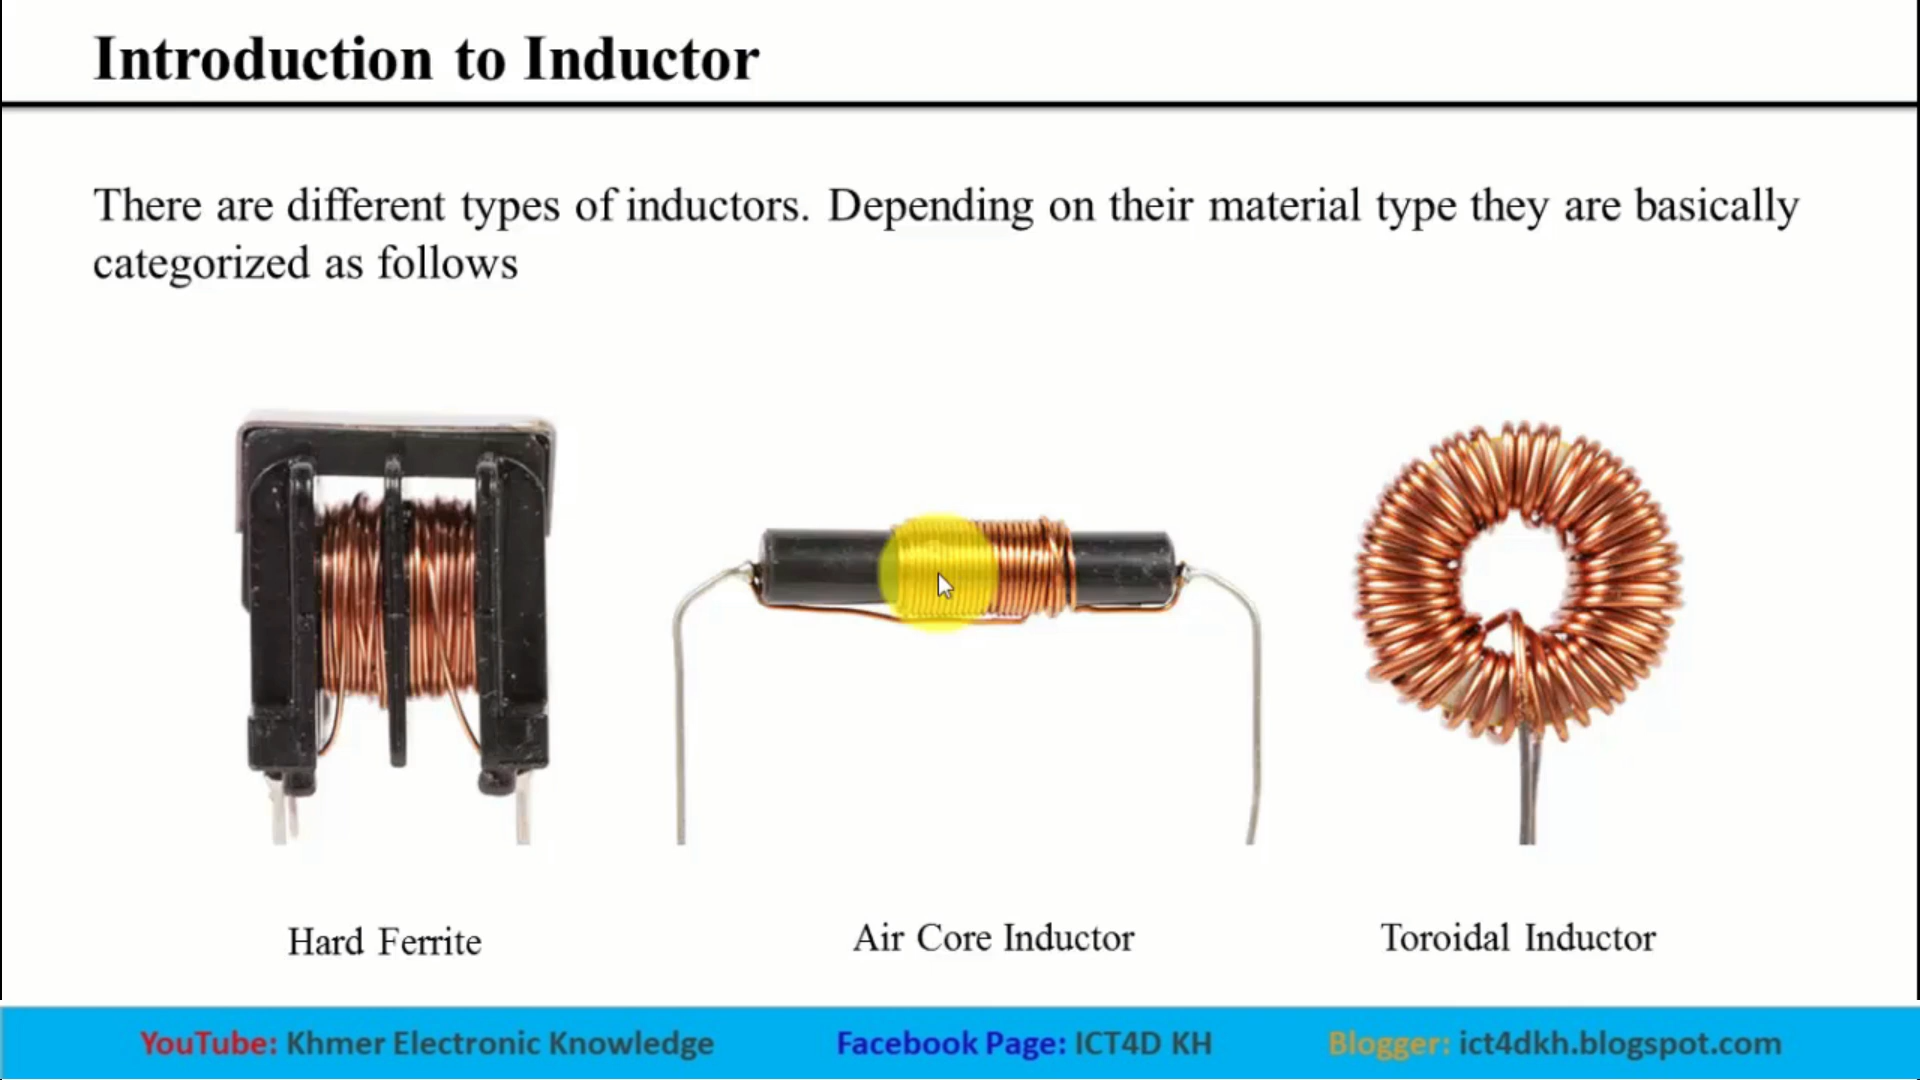 Introduction to Inductor
There are different types of inductors. Depending on their material type they are basically
categorized as follows
Hard Ferrite
Air Core Inductor
Toroidal Inductor
YouTube: Khmer Electronic Knowledge
Facebook Page: ICT4D KH
Blogger: ict4dkh.blogspot.com